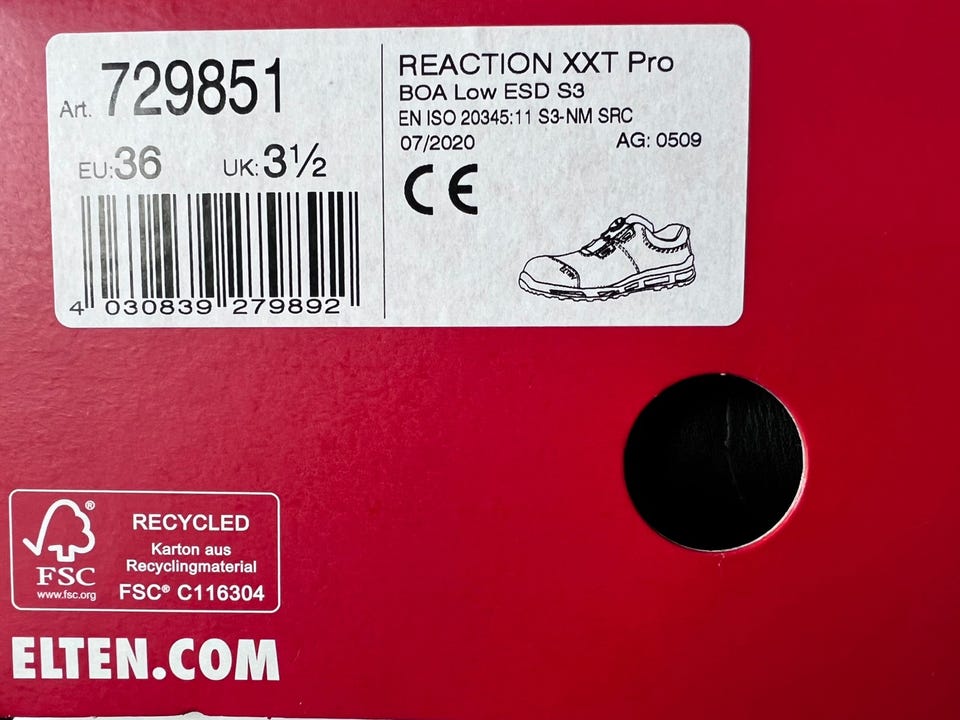 Art. 729851
EU:36 UK: 3½
4 030839 279892
REACTION XXT Pro
BOA Low ESD S3
EN ISO 20345:11 S3-NM SRC
07/2020 AG: 0509
CE
®
FSC
www.fsc.org
RECYCLED
Karton aus
Recyclingmaterial
FSC® C116304
ELTEN.COM